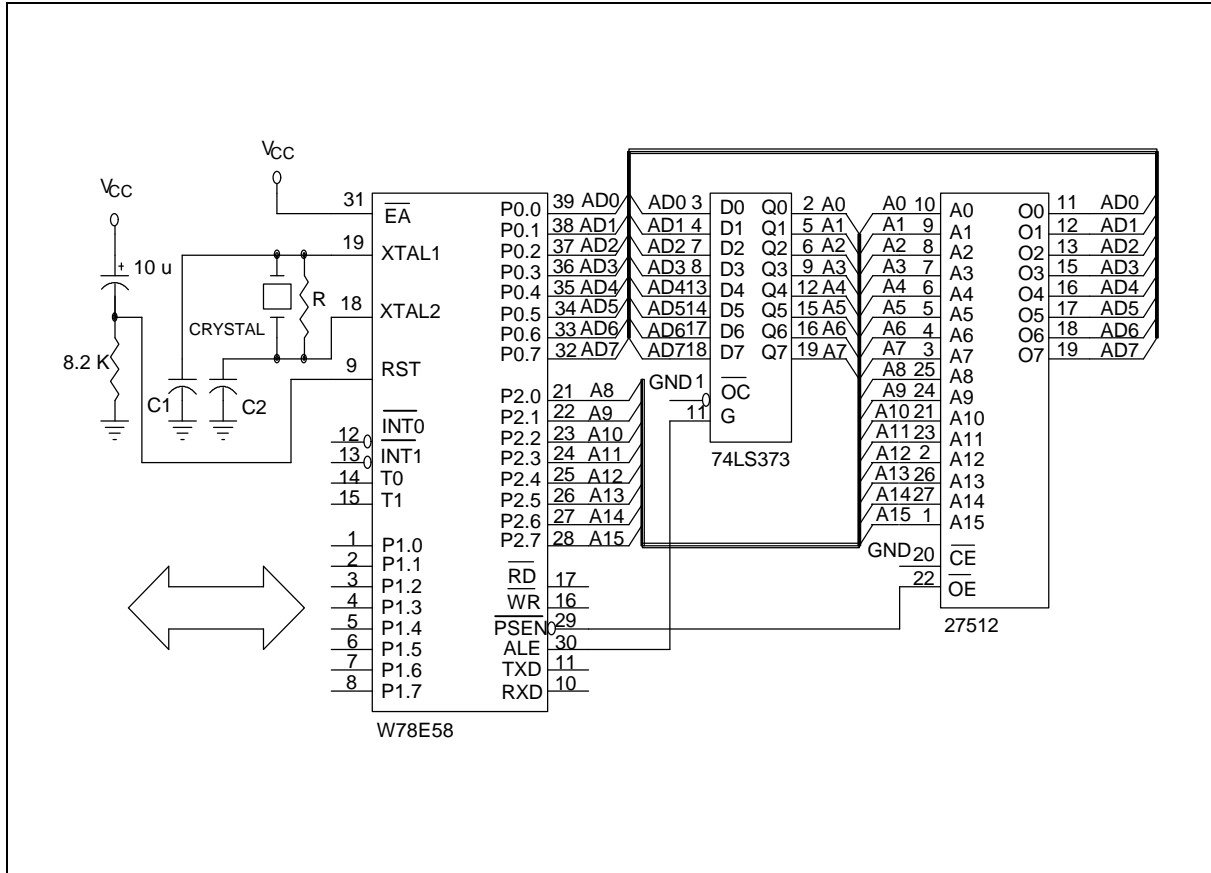 VCC
VCC
10 u
8.2 K
C1
C2
CRYSTAL
R
31 EA
19 XTAL1
18 XTAL2
9 RST
12 INT0
13 INT1
14 T0
15 T1
1 P1.0
2 P1.1
3 P1.2
4 P1.3
5 P1.4
6 P1.5
7 P1.6
8 P1.7
P0.0 39 AD0
P0.1 38 AD1
P0.2 37 AD2
P0.3 36 AD3
P0.4 35 AD4
P0.5 34 AD5
P0.6 33 AD6
P0.7 32 AD7
P2.0 21 A8
P2.1 22 A9
P2.2 23 A10
P2.3 24 A11
P2.4 25 A12
P2.5 26 A13
P2.6 27 A14
P2.7 28 A15
RD 17
WR 16
PSEN 29
ALE 30
TXD 11
RXD 10
W78E58
AD0 3 D0 Q0 2 A0
AD1 4 D1 Q1 5 A1
AD2 7 D2 Q2 6 A2
AD3 8 D3 Q3 9 A3
AD4 13 D4 Q4 12 A4
AD5 14 D5 Q5 15 A5
AD6 17 D6 Q6 16 A6
AD7 18 D7 Q7 19 A7
GND 1 OC
11 G
74LS373
A0 10 A0 O0 11 AD0
A1 9 A1 O1 12 AD1
A2 8 A2 O2 13 AD2
A3 7 A3 O3 15 AD3
A4 6 A4 O4 16 AD4
A5 5 A5 O5 17 AD5
A6 4 A6 O6 18 AD6
A7 3 A7 O7 19 AD7
A8 25 A8
A9 24 A9
A10 21 A10
A11 23 A11
A12 2 A12
A13 26 A13
A14 27 A14
A15 1 A15
GND 20 CE
22 OE
27512